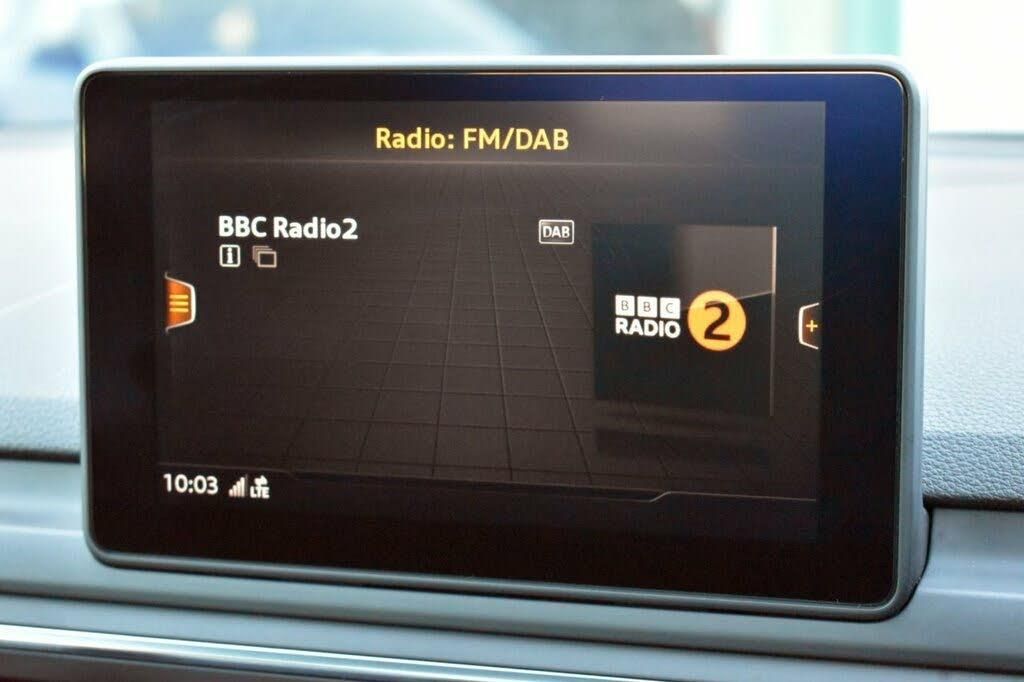 Radio: FM/DAB
BBC Radio2
DAB
i
BBC
RADIO 2
+
10:03 LTE